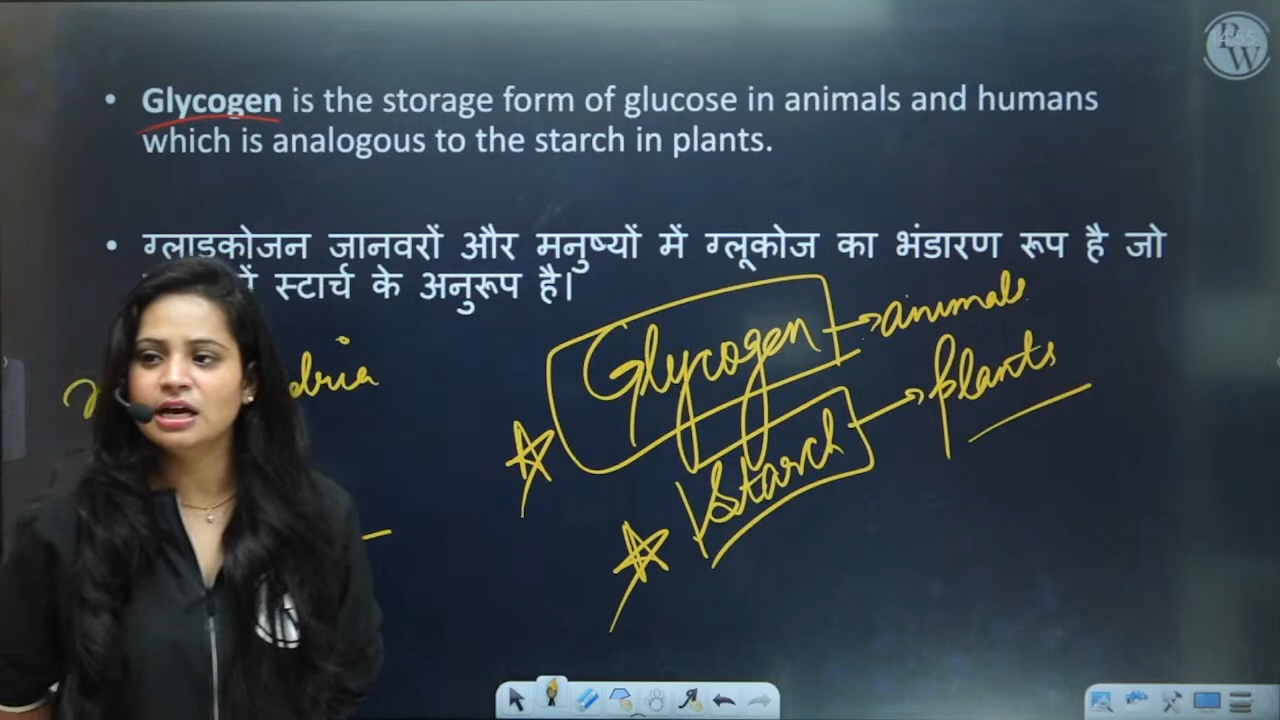 • Glycogen is the storage form of glucose in animals and humans
which is analogous to the starch in plants.
• ग्लाइकोजन जानवरों और मनुष्यों में ग्लूकोज का भंडारण रूप है जो
में स्टार्च के अनुरूप है।
Glycogen → animals
Starch → plants
PW